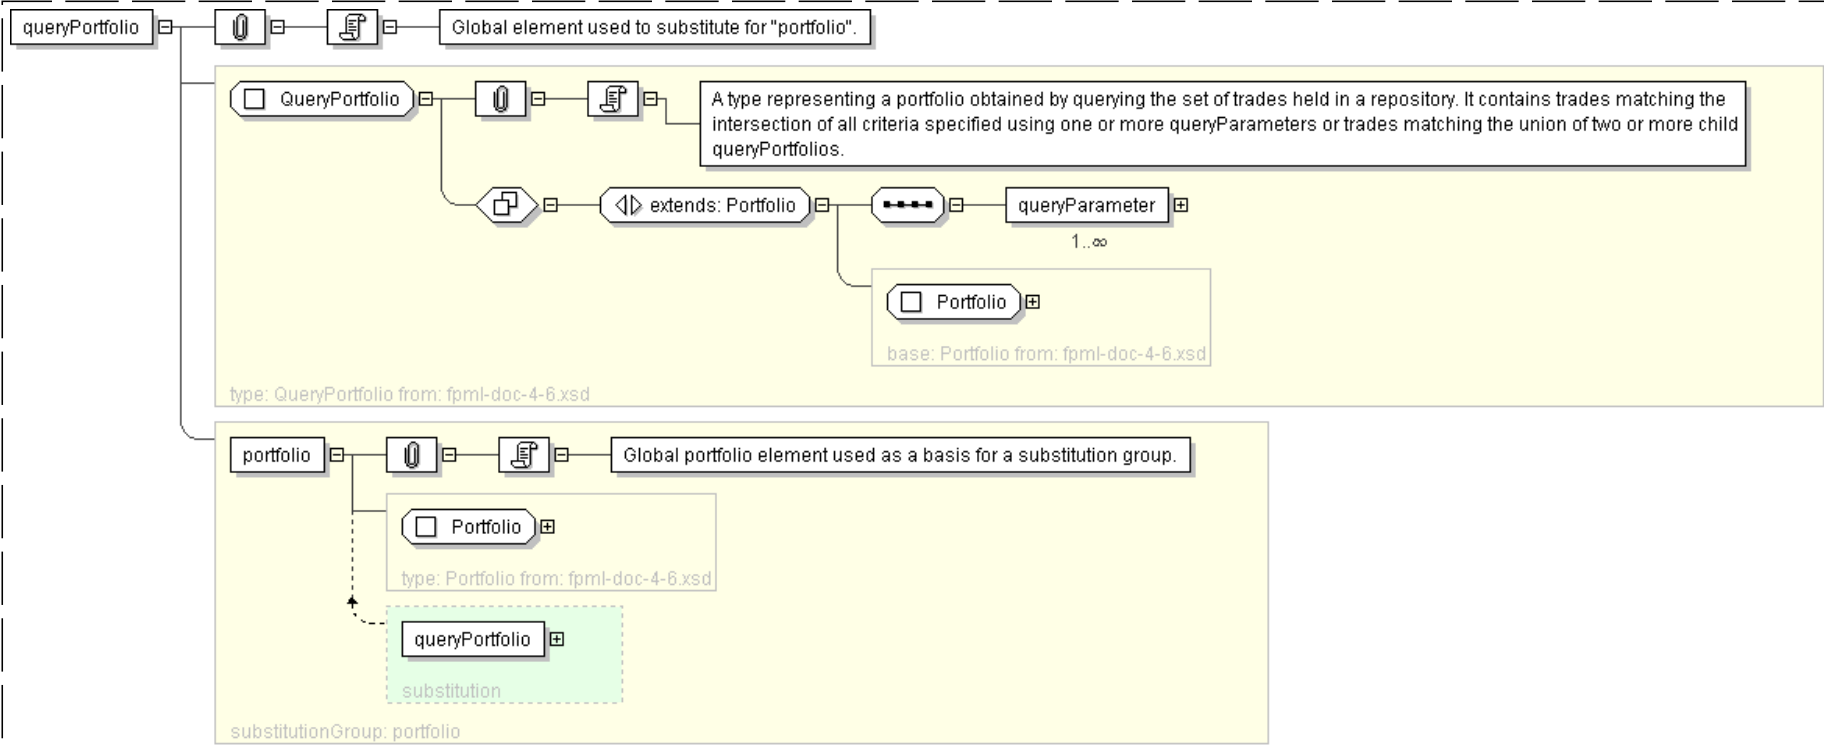 queryPortfolio
Global element used to substitute for "portfolio".
QueryPortfolio
A type representing a portfolio obtained by querying the set of trades held in a repository. It contains trades matching the
intersection of all criteria specified using one or more queryParameters or trades matching the union of two or more child
queryPortfolios.
extends: Portfolio
queryParameter
1..∞
Portfolio
base: Portfolio from: fpml-doc-4-6.xsd
type: QueryPortfolio from: fpml-doc-4-6.xsd
portfolio
Global portfolio element used as a basis for a substitution group.
Portfolio
type: Portfolio from: fpml-doc-4-6.xsd
queryPortfolio
substitution
substitutionGroup: portfolio